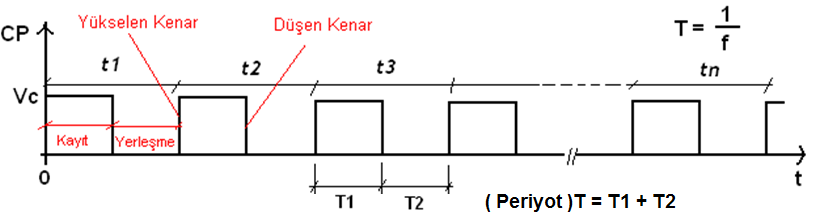 Yükselen Kenar
Düşen Kenar
T = 1/f
CP
t1
t2
t3
tn
Vc
Kayıt
Yerleşme
0
t
T1
T2
( Periyot )T = T1 + T2